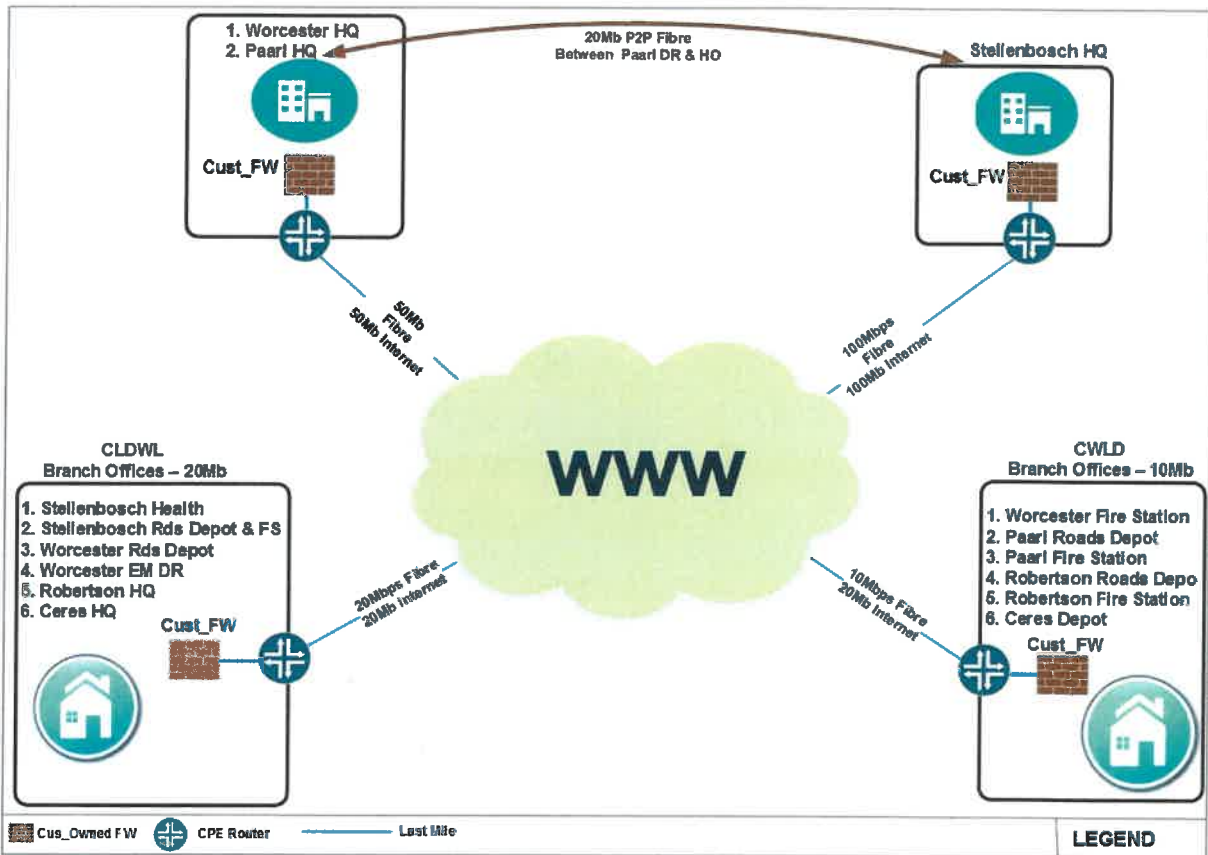 1. Worcester HQ
2. Paarl HQ
20Mb P2P Fibre
Between Paarl DR & HO
Stellenbosch HQ
Cust_FW
Cust_FW
50Mb
Fibre
50Mb Internet
100Mbps
Fibre
100Mb Internet
WWW
CLDWL
Branch Offices – 20Mb
1. Stellenbosch Health
2. Stellenbosch Rds Depot & FS
3. Worcester Rds Depot
4. Worcester EM DR
5. Robertson HQ
6. Ceres HQ
Cust_FW
20Mbps Fibre
20Mb Internet
CWLD
Branch Offices – 10Mb
1. Worcester Fire Station
2. Paarl Roads Depot
3. Paarl Fire Station
4. Robertson Roads Depo
5. Robertson Fire Station
6. Ceres Depot
Cust_FW
10Mbps Fibre
20Mb Internet
Cus_Owned FW
CPE Router
Last Mile
LEGEND